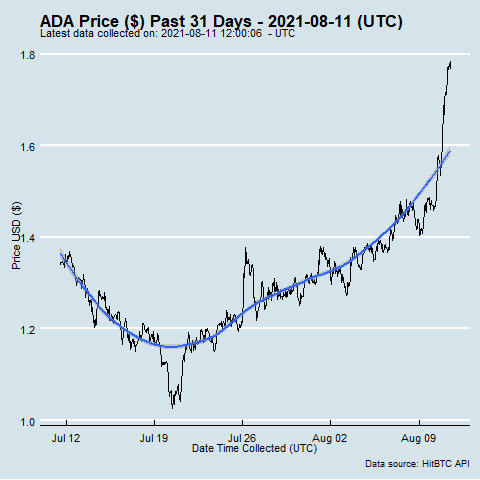 ADA Price ($) Past 31 Days - 2021-08-11 (UTC)
Latest data collected on: 2021-08-11 12:00:06 - UTC
1.8
1.6
1.4
1.2
1.0
Price USD ($)
Jul 12 Jul 19 Jul 26 Aug 02 Aug 09
Date Time Collected (UTC)
Data source: HitBTC API